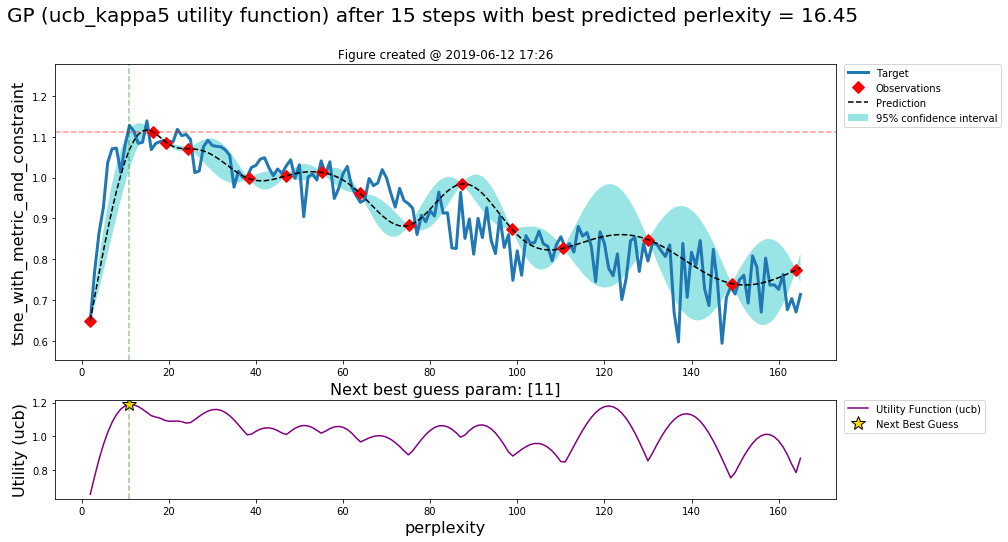 GP (ucb_kappa5 utility function) after 15 steps with best predicted perlexity = 16.45
Figure created @ 2019-06-12 17:26
tsne_with_metric_and_constraint
1.2
1.1
1.0
0.9
0.8
0.7
0.6
0
20
40
60
80
100
120
140
160
Target
Observations
Prediction
95% confidence interval
Next best guess param: [11]
Utility (ucb)
1.2
1.0
0.8
0
20
40
60
80
100
120
140
160
perplexity
Utility Function (ucb)
Next Best Guess